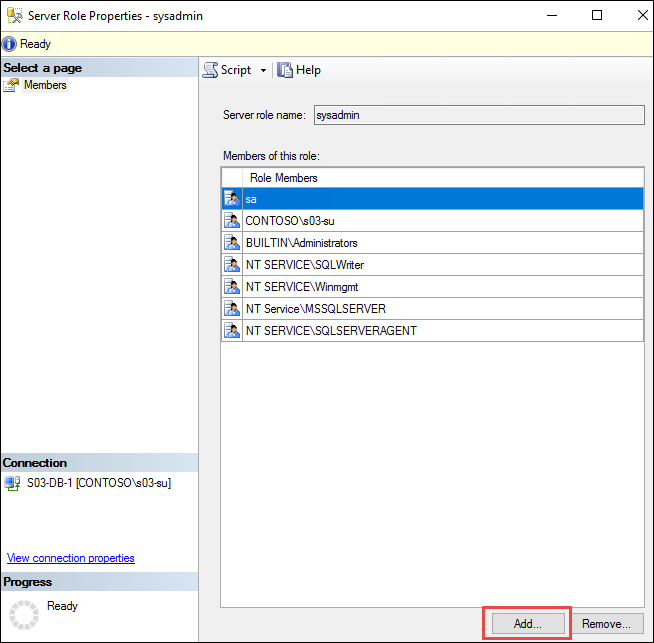 Server Role Properties - sysadmin
Ready
Select a page
Members
Script
Help
Server role name: sysadmin
Members of this role:
Role Members
sa
CONTOSO\s03-su
BUILTIN\Administrators
NT SERVICE\SQLWriter
NT SERVICE\Winmgmt
NT Service\MSSQLSERVER
NT SERVICE\SQLSERVERAGENT
Connection
S03-DB-1 [CONTOSO\s03-su]
View connection properties
Progress
Ready
Add...
Remove...